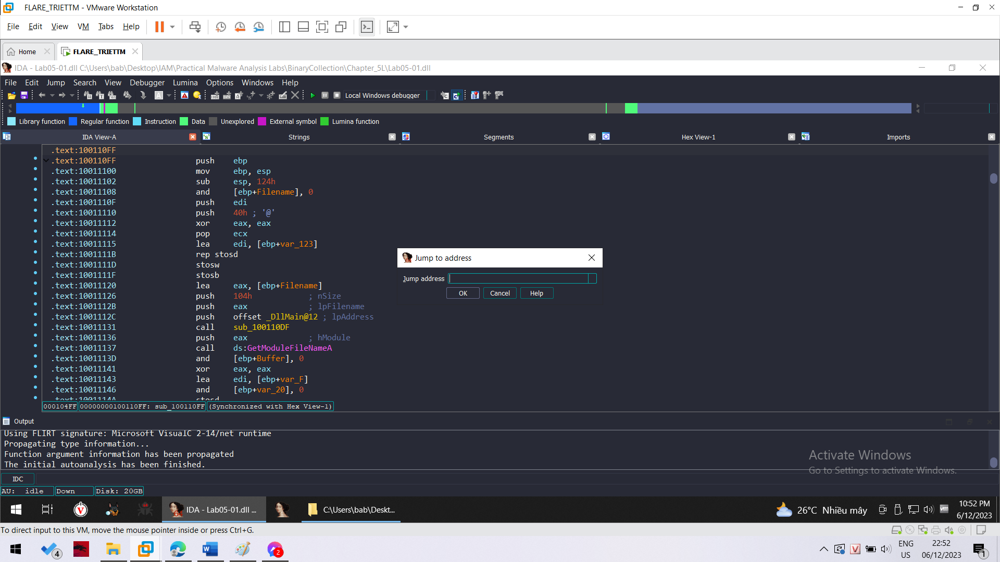 FLARE_TRIETTM - VMware Workstation
File Edit View VM Tabs Help
Home FLARE_TRIETTM
IDA - Lab05-01.dll C:\Users\bab\Desktop\IAM\Practical Malware Analysis Labs\BinaryCollection\Chapter_5L\Lab05-01.dll
File Edit Jump Search View Debugger Lumina Options Windows Help
Local Windows debugger
Library function Regular function Instruction Data Unexplored External symbol Lumina function
IDA View-A Strings Segments Hex View-1 Imports
.text:100110FF
.text:100110FF push ebp
.text:10011100 mov ebp, esp
.text:10011102 sub esp, 124h
.text:10011108 and [ebp+Filename], 0
.text:1001110F push edi
.text:10011110 push 40h ; '@'
.text:10011112 xor eax, eax
.text:10011114 pop ecx
.text:10011115 lea edi, [ebp+var_123]
.text:1001111B rep stosd
.text:1001111D stosw
.text:1001111F stosb
.text:10011120 lea eax, [ebp+Filename]
.text:10011126 push 104h ; nSize
.text:1001112B push eax ; lpFilename
.text:1001112C push offset _DllMain@12 ; lpAddress
.text:10011131 call sub_100110DF
.text:10011136 push eax ; hModule
.text:10011137 call ds:GetModuleFileNameA
.text:1001113D and [ebp+Buffer], 0
.text:10011141 xor eax, eax
.text:10011143 lea edi, [ebp+var_F]
.text:10011146 and [ebp+var_20], 0
.text:1001114A stosd
000104FF 00000000100110FF: sub_100110FF (Synchronized with Hex View-1)
Jump to address
Jump address
OK Cancel Help
Output
Using FLIRT signature: Microsoft VisualC 2-14/net runtime
Propagating type information...
Function argument information has been propagated
The initial autoanalysis has been finished.
Activate Windows
Go to Settings to activate Windows.
IDC
AU: idle Down Disk: 20GB
IDA - Lab05-01.dll ... C:\Users\bab\Deskt... 26°C Nhiều mây 10:52 PM
6/12/2023
To direct input to this VM, move the mouse pointer inside or press Ctrl+G.
4 2 ENG 22:52
US 06/12/2023 1